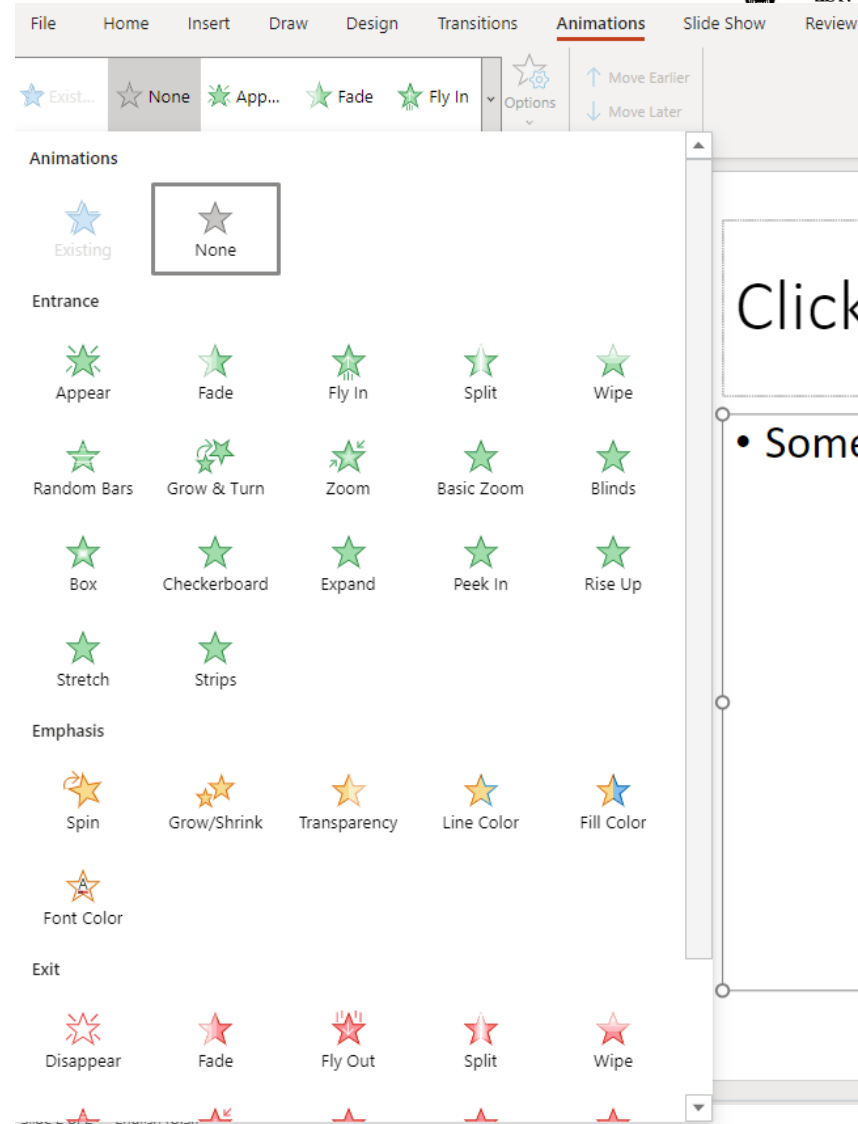 File Home Insert Draw Design Transitions Animations Slide Show Review
Exist... None App... Fade Fly In Options Move Earlier
Move Later
Animations
Existing None
Entrance
Appear Fade Fly In Split Wipe
Random Bars Grow & Turn Zoom Basic Zoom Blinds
Box Checkerboard Expand Peek In Rise Up
Stretch Strips
Emphasis
Spin Grow/Shrink Transparency Line Color Fill Color
Font Color
Exit
Disappear Fade Fly Out Split Wipe
Click
• Some